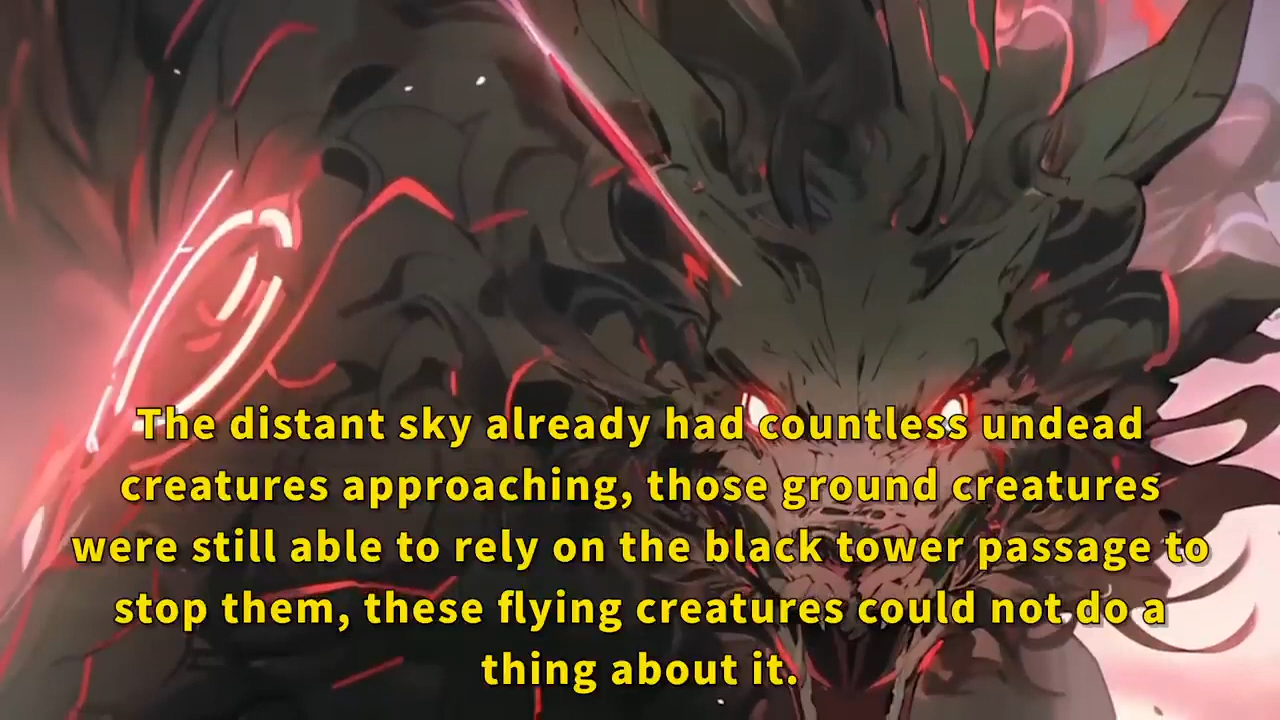 The distant sky already had countless undead
creatures approaching, those ground creatures
were still able to rely on the black tower passage to
stop them, these flying creatures could not do a
thing about it.